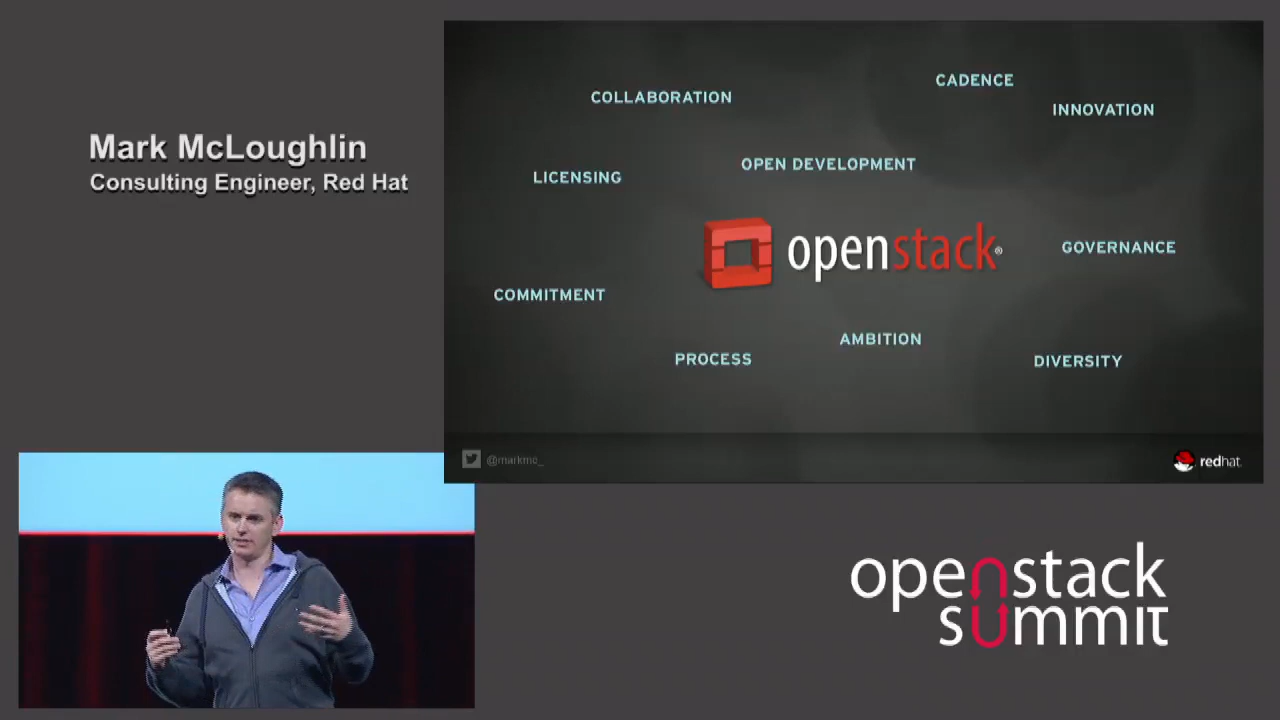 Mark McLoughlin
Consulting Engineer, Red Hat
COLLABORATION
CADENCE
INNOVATION
LICENSING
OPEN DEVELOPMENT
openstack®
GOVERNANCE
COMMITMENT
PROCESS
AMBITION
DIVERSITY
@markmc_
redhat.
openstack
summit